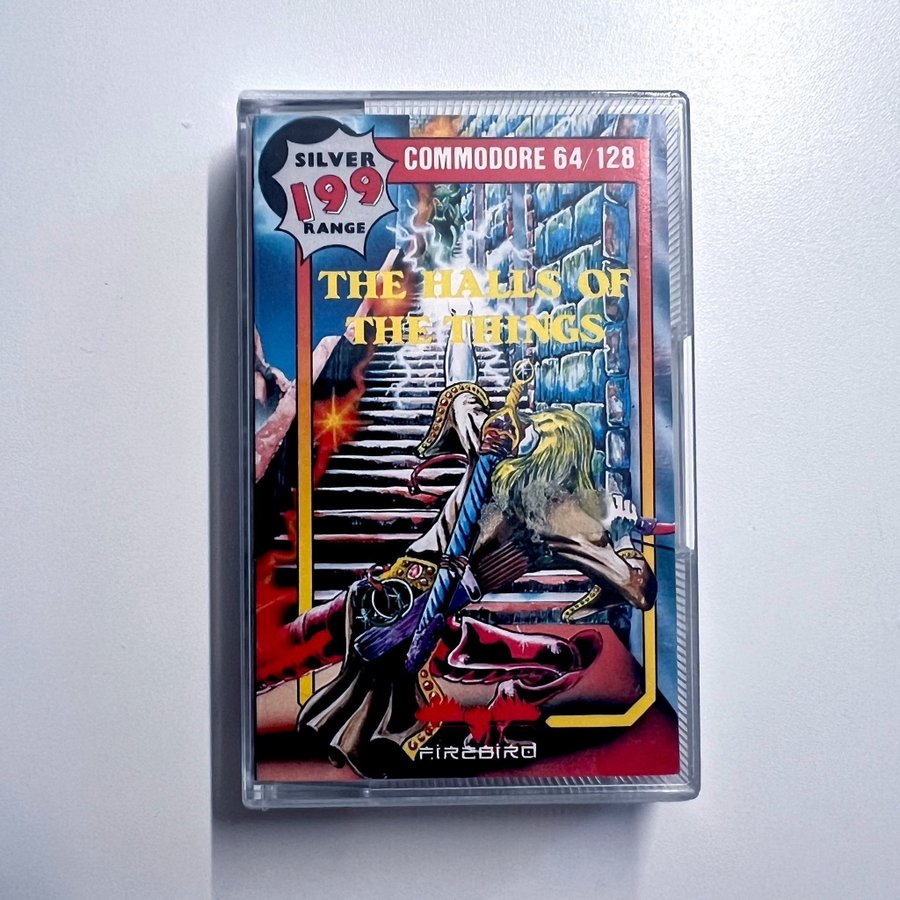 SILVER
199
RANGE
COMMODORE 64/128
THE HALLS OF
THE THINGS
FIREBIRD